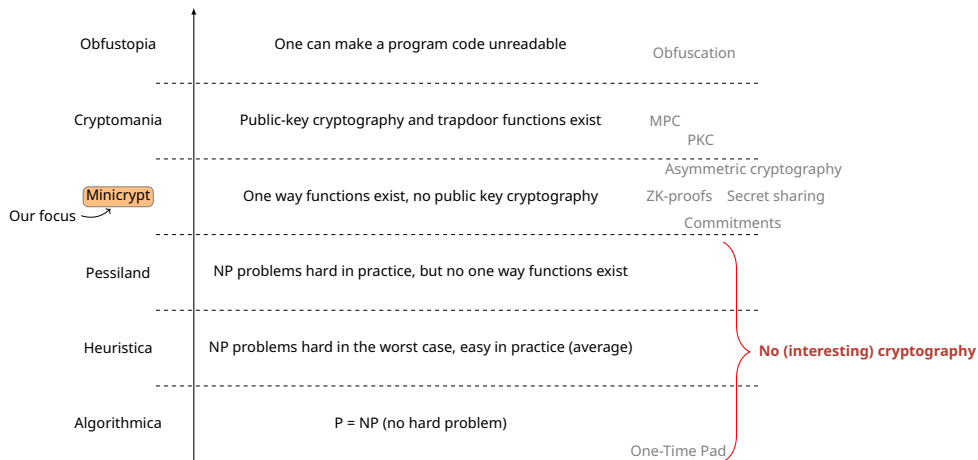 Obfustopia
One can make a program code unreadable
Obfuscation
Cryptomania
Public-key cryptography and trapdoor functions exist
MPC
PKC
Asymmetric cryptography
Minicrypt
One way functions exist, no public key cryptography
ZK-proofs
Secret sharing
Our focus
Commitments
Pessiland
NP problems hard in practice, but no one way functions exist
Heuristica
NP problems hard in the worst case, easy in practice (average)
No (interesting) cryptography
Algorithmica
P = NP (no hard problem)
One-Time Pad